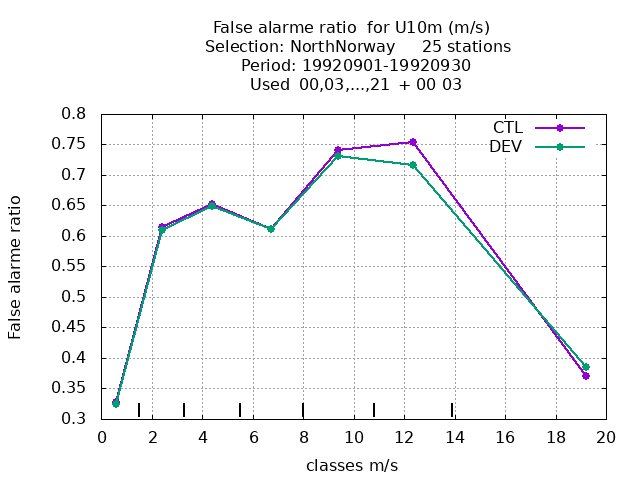 False alarme ratio  for U10m (m/s)
Selection: NorthNorway     25 stations
Period: 19920901-19920930
Used  00,03,...,21  + 00 03
CTL
DEV
0.8
0.75
0.7
0.65
0.6
0.55
0.5
0.45
0.4
0.35
0.3
False alarme ratio
0 2 4 6 8 10 12 14 16 18 20
classes m/s